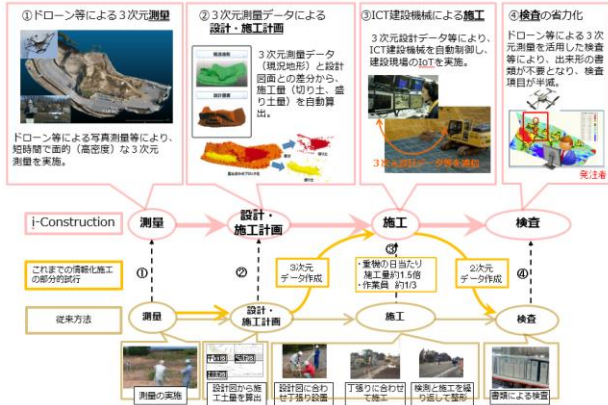 ①ドローン等による3次元測量
ドローン等による写真測量等により、
短時間で面的（高密度）な3次元
測量を実施。
②3次元測量データによる
設計・施工計画
3次元測量データ
（現況地形）と設計
図面との差分から、
施工量（切り土、盛
り土量）を自動算
出。
③ICT建設機械による施工
3次元設計データ等により、
ICT建設機械を自動制御し、
建設現場のIoTを実施。
3次元設計データ等を通信
④検査の省力化
ドローン等による3次
元測量を活用した検査
等により、出来形の書
類が不要となり、検査
項目が半減。
発注者
i-Construction
測量
設計・
施工計画
施工
検査
これまでの情報化施工
の部分的試行
①
②
3次元
データ作成
③
・重機の日当たり
施工量約1.5倍
・作業員 約1/3
2次元
データ作成
④
従来方法
測量
設計・
施工計画
施工
検査
測量の実施
平面図
設計図から施
工土量を算出
設計図に合わ
せ丁張り設置
丁張りに合わせ
て施工
検測と施工を繰
り返して整形
書類による検査